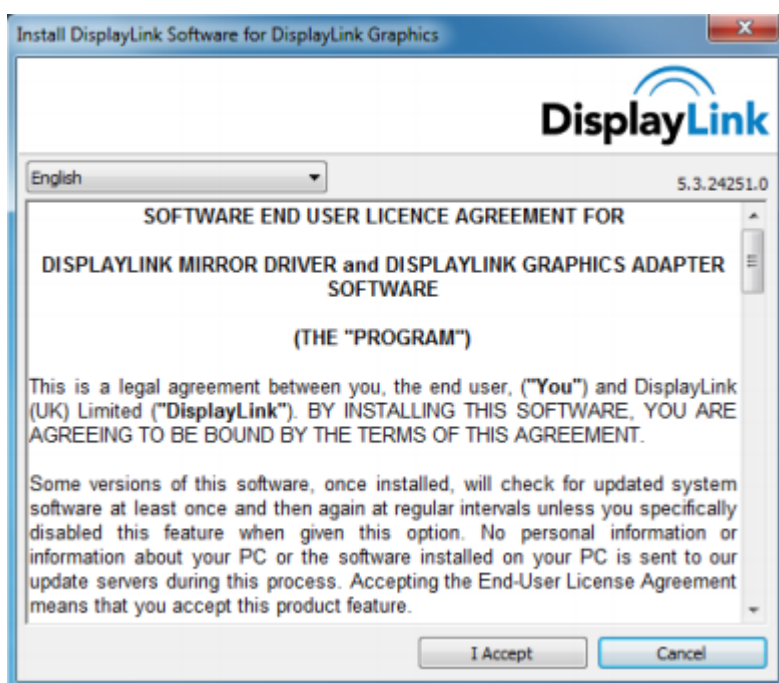 Install DisplayLink Software for DisplayLink Graphics
DisplayLink
English
5.3.24251.0
SOFTWARE END USER LICENCE AGREEMENT FOR
DISPLAYLINK MIRROR DRIVER and DISPLAYLINK GRAPHICS ADAPTER
SOFTWARE
(THE "PROGRAM")
This is a legal agreement between you, the end user, ("You") and DisplayLink
(UK) Limited ("DisplayLink"). BY INSTALLING THIS SOFTWARE, YOU ARE
AGREEING TO BE BOUND BY THE TERMS OF THIS AGREEMENT.
Some versions of this software, once installed, will check for updated system
software at least once and then again at regular intervals unless you specifically
disabled this feature when given this option. No personal information or
information about your PC or the software installed on your PC is sent to our
update servers during this process. Accepting the End-User License Agreement
means that you accept this product feature.
I Accept
Cancel